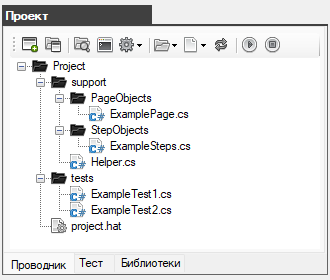 Проект
Project
support
PageObjects
ExamplePage.cs
StepObjects
ExampleSteps.cs
Helper.cs
tests
ExampleTest1.cs
ExampleTest2.cs
project.hat
Проводник Тест Библиотеки